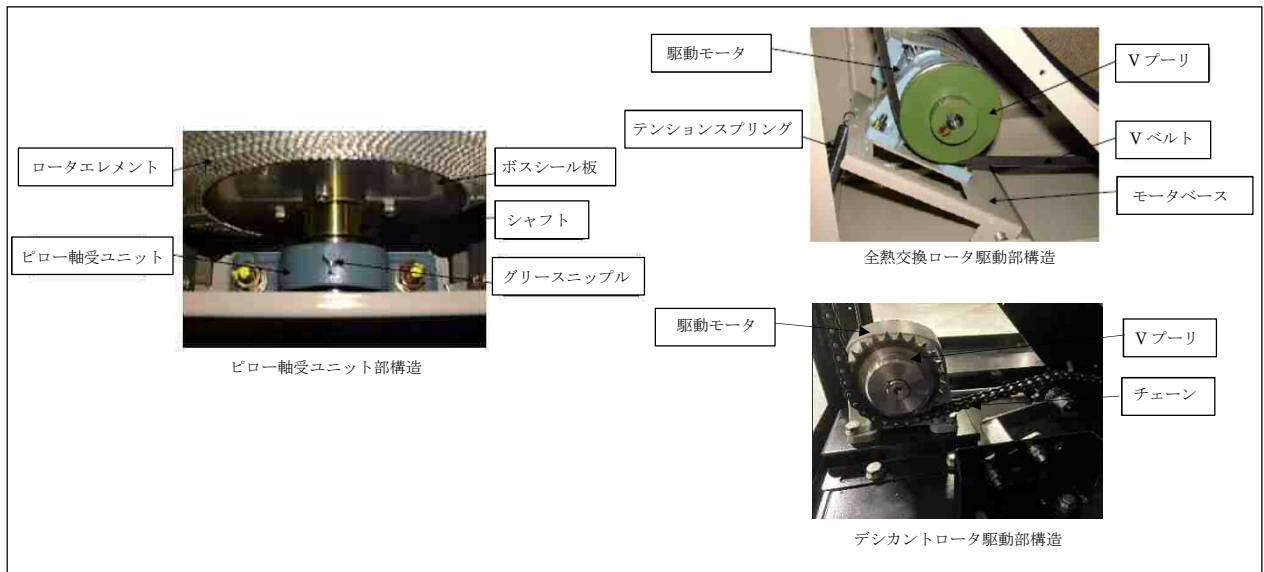 ロータエレメント
ピロー軸受ユニット
ボスシール板
シャフト
グリースニップル
ピロー軸受ユニット部構造
駆動モータ
テンションスプリング
V プーリ
V ベルト
モータベース
全熱交換ロータ駆動部構造
駆動モータ
V プーリ
チェーン
デシカントロータ駆動部構造